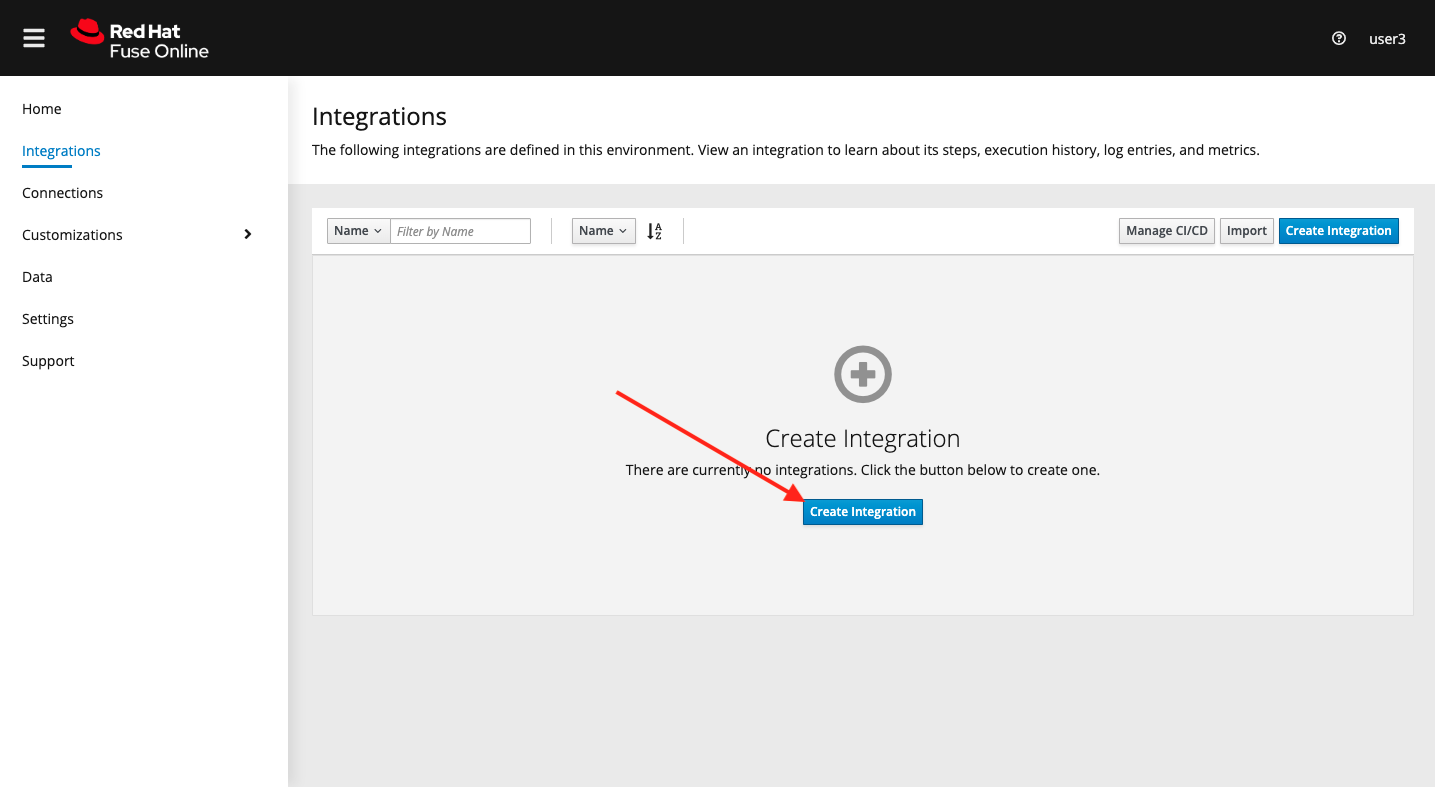 Red Hat
Fuse Online
user3
Home
Integrations
Connections
Customizations
Data
Settings
Support
Integrations
The following integrations are defined in this environment. View an integration to learn about its steps, execution history, log entries, and metrics.
Name Filter by Name Name A Z Manage CI/CD Import Create Integration
Create Integration
There are currently no integrations. Click the button below to create one.
Create Integration